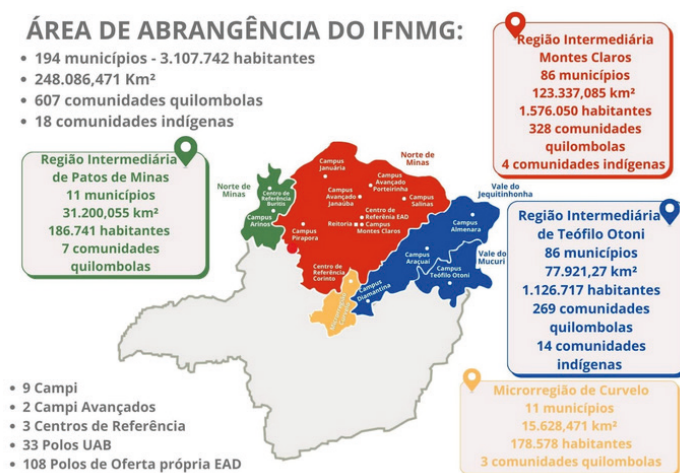 ÁREA DE ABRANGÊNCIA DO IFNMG:
• 194 municípios - 3.107.742 habitantes
• 248.086,471 Km²
• 607 comunidades quilombolas
• 18 comunidades indígenas
Região Intermediária
Montes Claros
86 municípios
123.337,085 km²
1.576.050 habitantes
328 comunidades
quilombolas
4 comunidades indígenas
Região Intermediária
de Patos de Minas
11 municípios
31.200,055 km²
186.741 habitantes
7 comunidades
quilombolas
Norte
de Minas
Centro de
Referência
Buritis
Campus
Arinos
Norte de
Minas
Campus
Januária
Campus
Avançado
Porteirinha
Campus
Avançado
Janaúba
Campus
Salinas
Centro de
Referênia EAD
Reitoria
Campus
Montes Claros
Campus
Pirapora
Centro de
Referência
Corinto
Microrregião
Curvelo
Vale do
Jequitinhonha
Campus
Almenara
Campus
Araçuaí
Vale do
Mucuri
Campus
Teófilo Otoni
Campus
Diamantina
Região Intermediária
de Teófilo Otoni
86 municípios
77.921,27 km²
1.126.717 habitantes
269 comunidades
quilombolas
14 comunidades
indígenas
Microrregião de Curvelo
11 municípios
15.628,471 km²
178.578 habitantes
3 comunidades quilombolas
• 9 Campi
• 2 Campi Avançados
• 3 Centros de Referência
• 33 Polos UAB
• 108 Polos de Oferta própria EAD